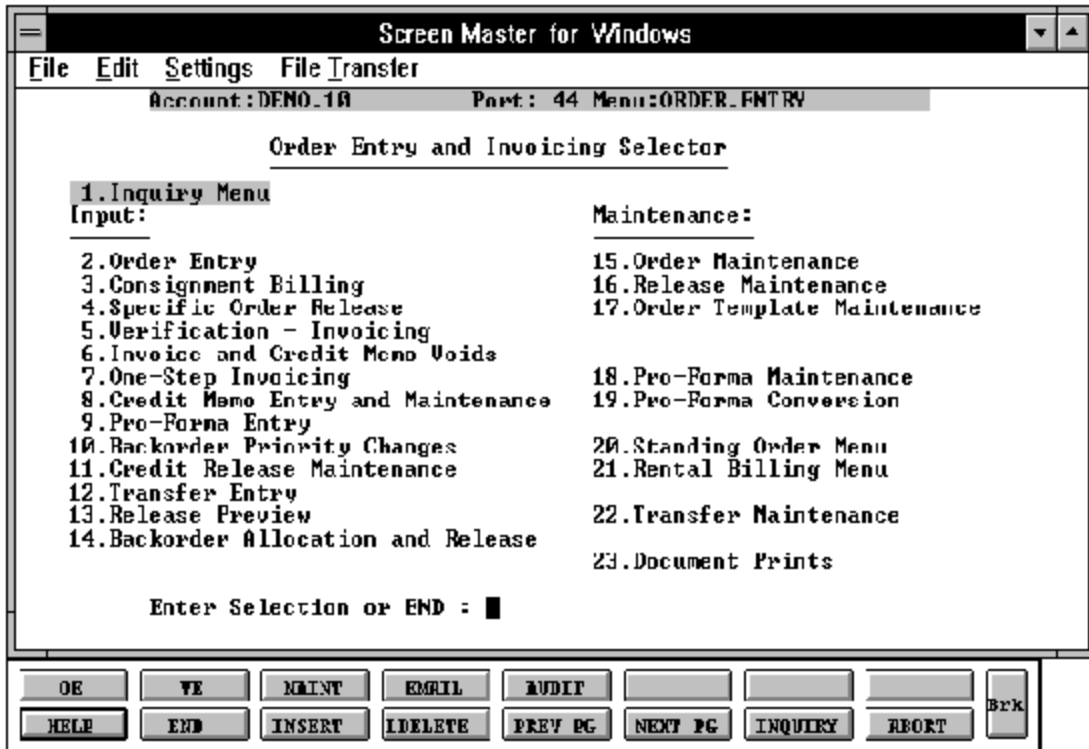 Screen Master for Windows
File Edit Settings File Transfer
Account:DEMO.10 Port: 44 Menu:ORDER.ENTRY
Order Entry and Invoicing Selector
1.Inquiry Menu
Input: Maintenance:
2.Order Entry 15.Order Maintenance
3.Consignment Billing 16.Release Maintenance
4.Specific Order Release 17.Order Template Maintenance
5.Verification - Invoicing
6.Invoice and Credit Memo Voids
7.One-Step Invoicing 18.Pro-Forma Maintenance
8.Credit Memo Entry and Maintenance 19.Pro-Forma Conversion
9.Pro-Forma Entry
10.Backorder Priority Changes 20.Standing Order Menu
11.Credit Release Maintenance 21.Rental Billing Menu
12.Transfer Entry
13.Release Preview 22.Transfer Maintenance
14.Backorder Allocation and Release
23.Document Prints
Enter Selection or END :
OE VE MAINT EMAIL AUDIT
Brk
HELP END INSERT LDELETE PREV PG NEXT PG INQUIRY ABORT